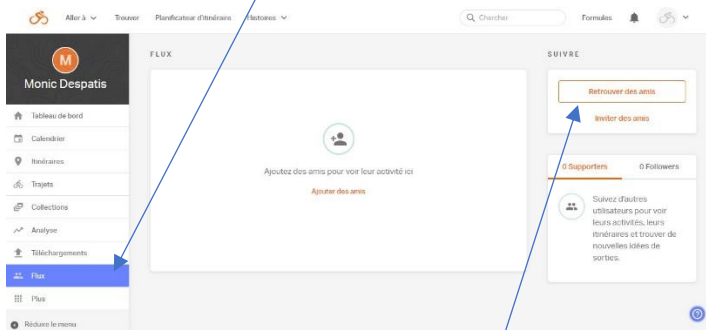 Aller à
Trouver
Planificateur d'itinéraire
Histoires
Chercher
Formules
M
Monic Despatis
Tableau de bord
Calendrier
Itinéraires
Trajets
Collections
Analyse
Téléchargements
Flux
Plus
Réduire le menu
FLUX
Ajoutez des amis pour voir leur activité ici
Ajouter des amis
SUIVRE
Retrouver des amis
Inviter des amis
0 Supporters
0 Followers
Suivez d'autres
utilisateurs pour voir
leurs activités, leurs
itinéraires et trouver de
nouvelles idées de
sorties.